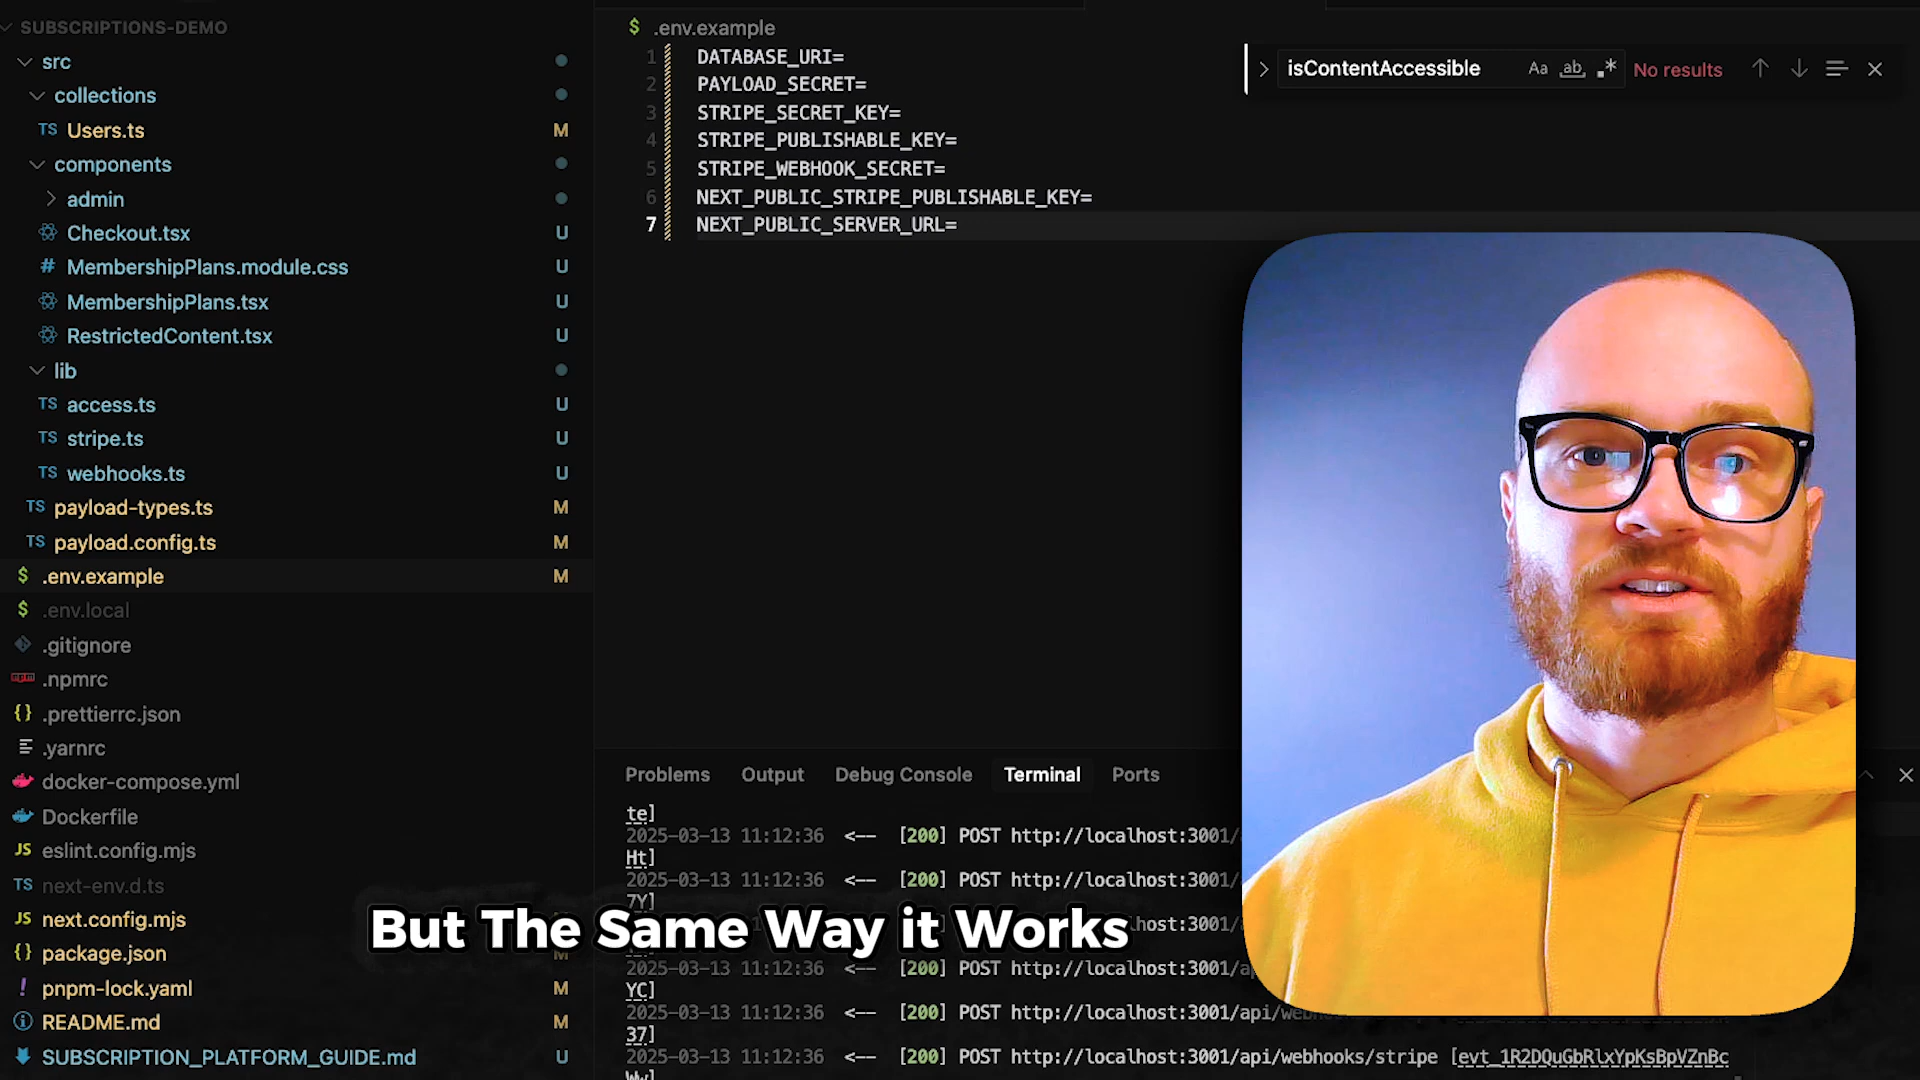 SUBSCRIPTIONS-DEMO
src
collections
TS Users.ts M
components
admin
Checkout.tsx U
# MembershipPlans.module.css U
MembershipPlans.tsx U
RestrictedContent.tsx U
lib
TS access.ts U
TS stripe.ts U
TS webhooks.ts U
TS payload-types.ts M
TS payload.config.ts M
$ .env.example M
$ .env.local
.gitignore
npm .npmrc
{} .prettierrc.json
.yarnrc
docker-compose.yml
Dockerfile
JS eslint.config.mjs
TS next-env.d.ts
JS next.config.mjs
{} package.json M
! pnpm-lock.yaml M
README.md M
SUBSCRIPTION_PLATFORM_GUIDE.md U
$ .env.example
1 DATABASE_URI=
2 PAYLOAD_SECRET=
3 STRIPE_SECRET_KEY=
4 STRIPE_PUBLISHABLE_KEY=
5 STRIPE_WEBHOOK_SECRET=
6 NEXT_PUBLIC_STRIPE_PUBLISHABLE_KEY=
7 NEXT_PUBLIC_SERVER_URL=
isContentAccessible Aa ab .* No results
Problems Output Debug Console Terminal Ports
te]
2025-03-13 11:12:36 <-- [200] POST http://localhost:3001/
Ht]
2025-03-13 11:12:36 <-- [200] POST http://localhost:3001/
7Y]
:3001/
But The Same Way it Works
2025-03-13 11:12:36 <-- [200] POST http://localhost:3001/ap
YC]
2025-03-13 11:12:36 <-- [200] POST http://localhost:3001/api/webho
37]
2025-03-13 11:12:36 <-- [200] POST http://localhost:3001/api/webhooks/stripe [evt_1R2DQuGbRlxYpKsBpVZnBc
Ww]